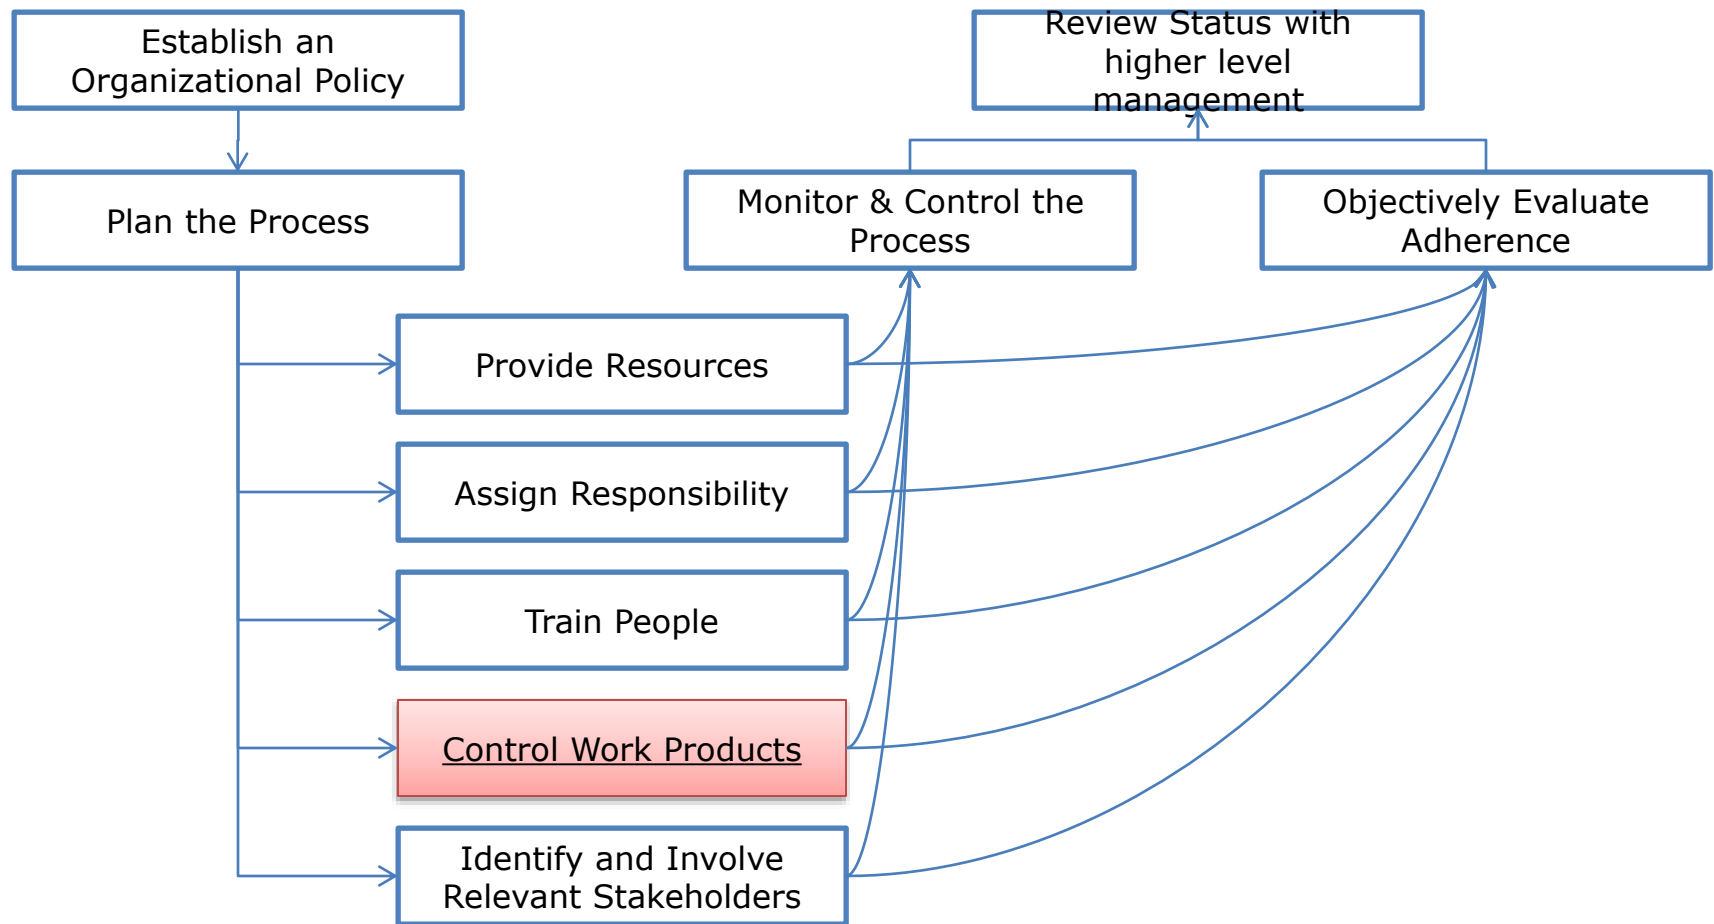 Establish an
Organizational Policy
Review Status with
higher level
management
Plan the Process
Monitor & Control the
Process
Objectively Evaluate
Adherence
Provide Resources
Assign Responsibility
Train People
Control Work Products
Identify and Involve
Relevant Stakeholders